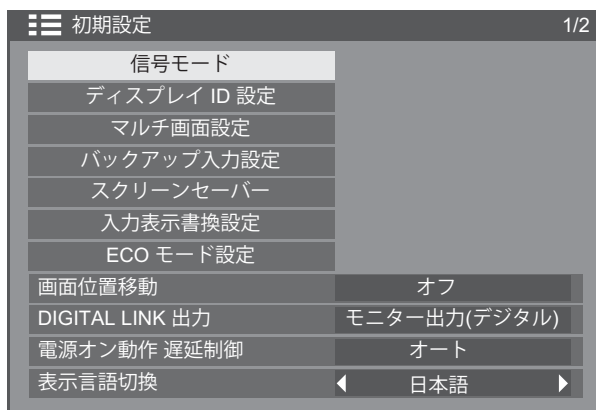 初期設定 1/2
信号モード
ディスプレイ ID 設定
マルチ画面設定
バックアップ入力設定
スクリーンセーバー
入力表示書換設定
ECO モード設定
画面位置移動 オフ
DIGITAL LINK 出力 モニター出力(デジタル)
電源オン動作 遅延制御 オート
表示言語切換 日本語